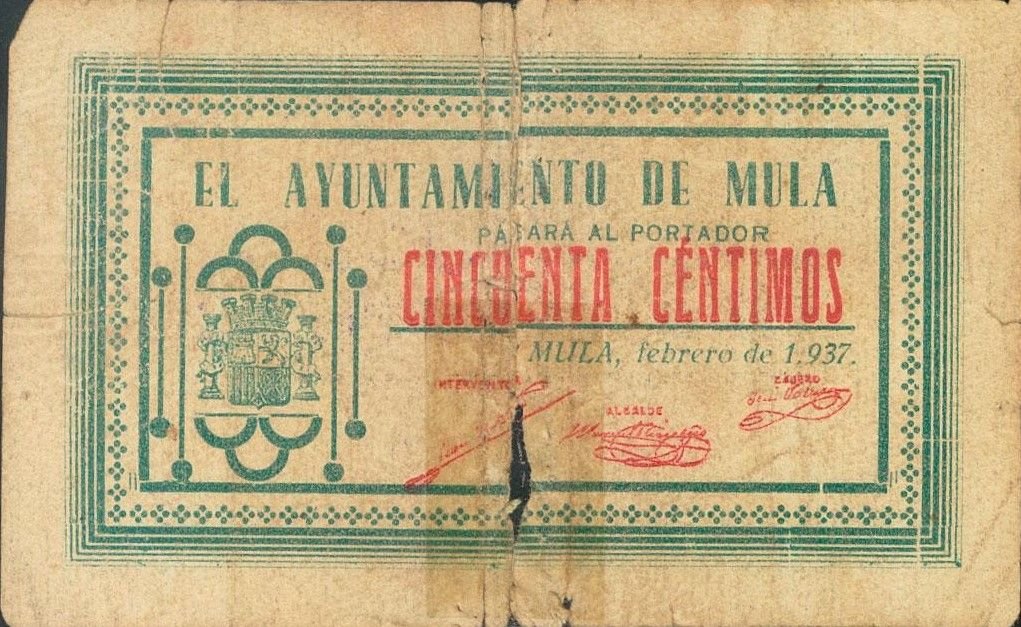 EL AYUNTAMIENTO DE MULA
PAGARÁ AL PORTADOR
CINCUENTA CÉNTIMOS
MULA, febrero de 1.937.
INTERVENTOR
ALCALDE
CAJERO